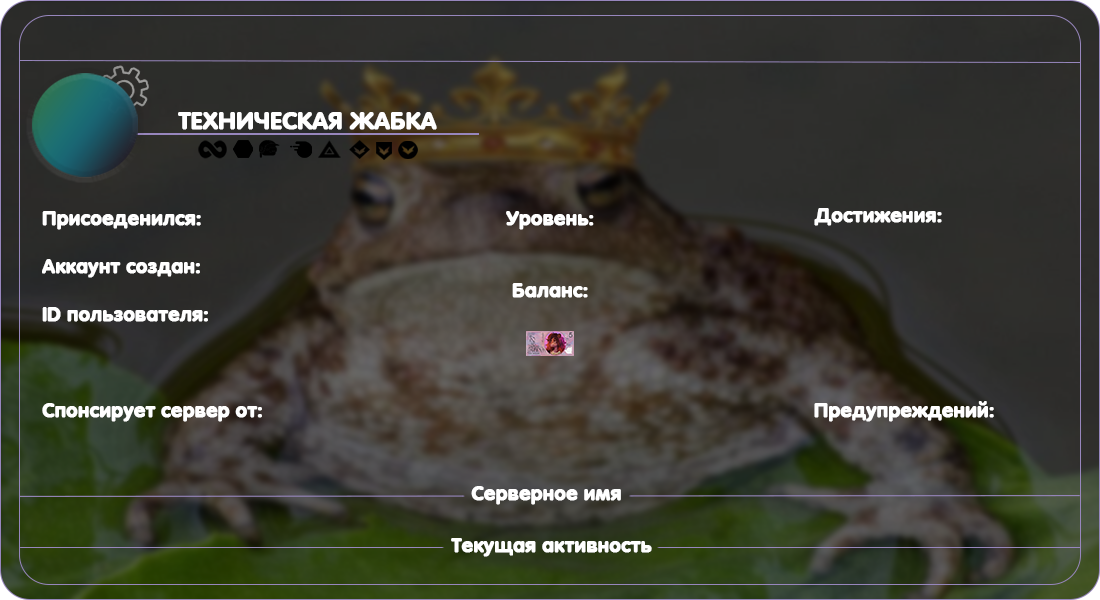 ТЕХНИЧЕСКАЯ ЖАБКА
Присоеденился:
Уровень:
Достижения:
Аккаунт создан:
Баланс:
ID пользователя:
Спонсирует сервер от:
Предупреждений:
Серверное имя
Текущая активность